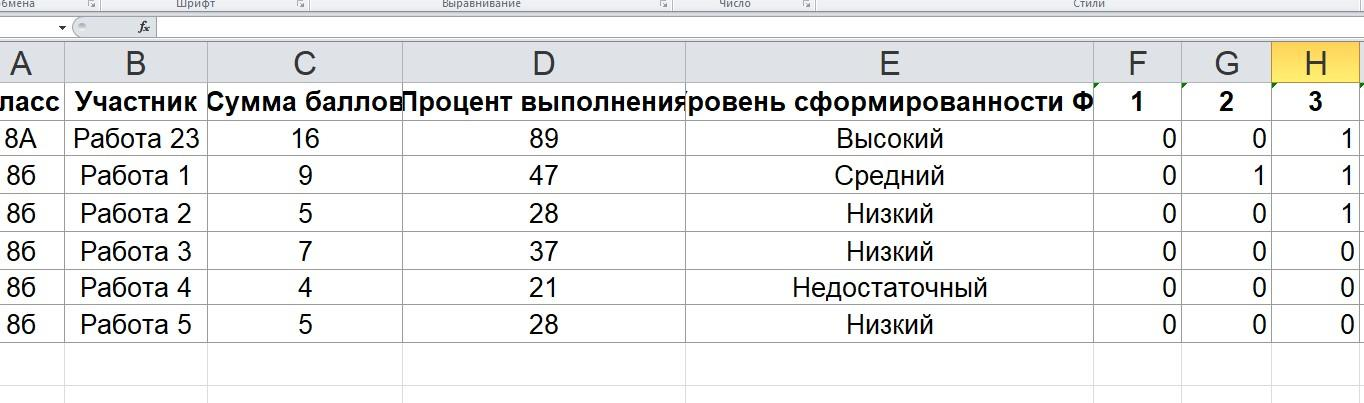 обмена Шрифт Выравнивание Число Стили
fx
A B C D E F G H
ласс Участник Сумма баллов Процент выполнения ровень сформированности Ф 1 2 3
8А Работа 23 16 89 Высокий 0 0 1
8б Работа 1 9 47 Средний 0 1 1
8б Работа 2 5 28 Низкий 0 0 1
8б Работа 3 7 37 Низкий 0 0 0
8б Работа 4 4 21 Недостаточный 0 0 0
8б Работа 5 5 28 Низкий 0 0 0